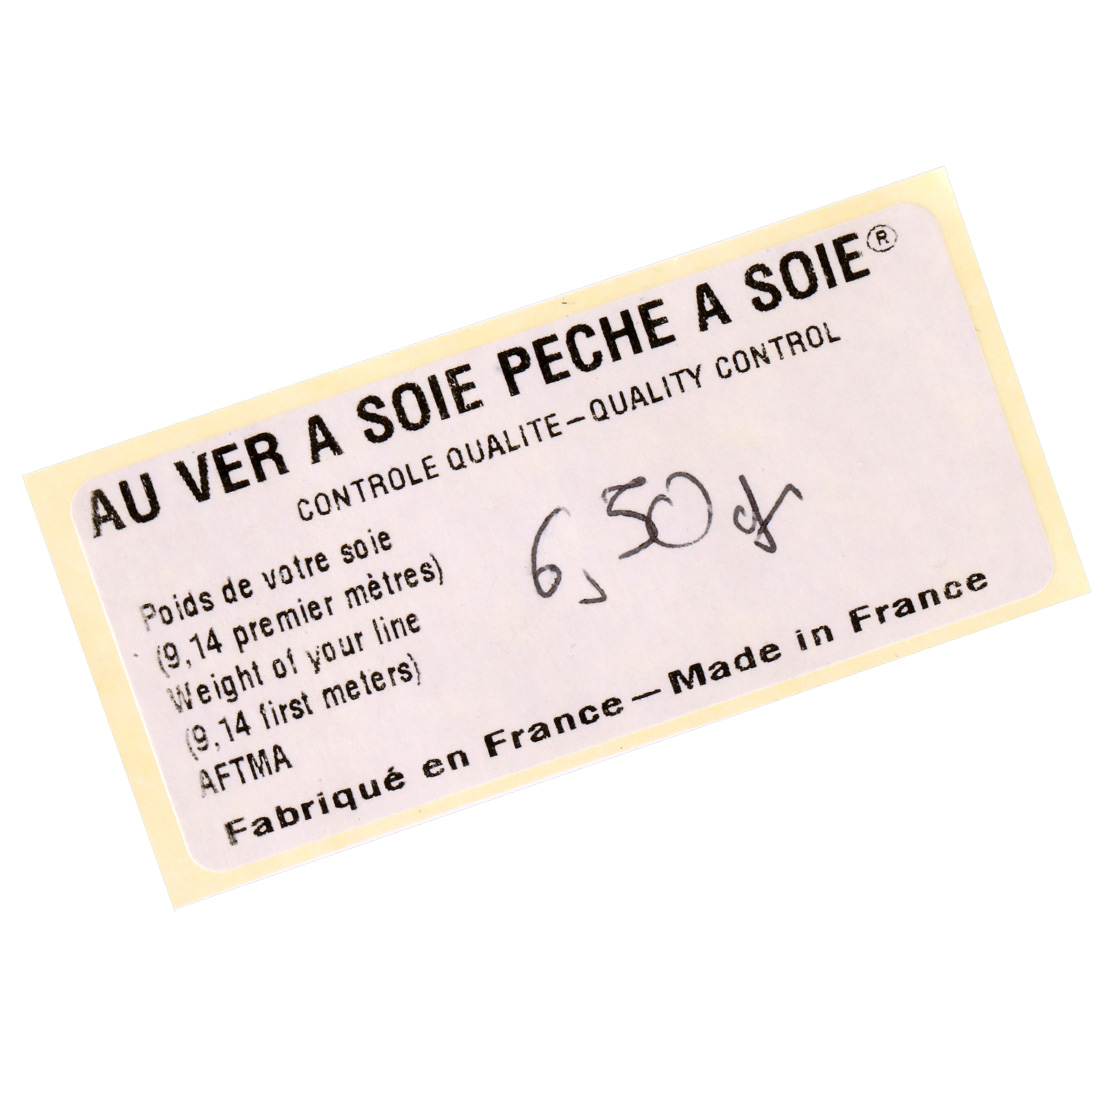 AU VER A SOIE PECHE A SOIE®
CONTROLE QUALITE–QUALITY CONTROL
Poids de votre soie
(9,14 premier mètres)
Weight of your line
(9,14 first meters)
AFTMA
6,50 gr
Fabriqué en France – Made in France